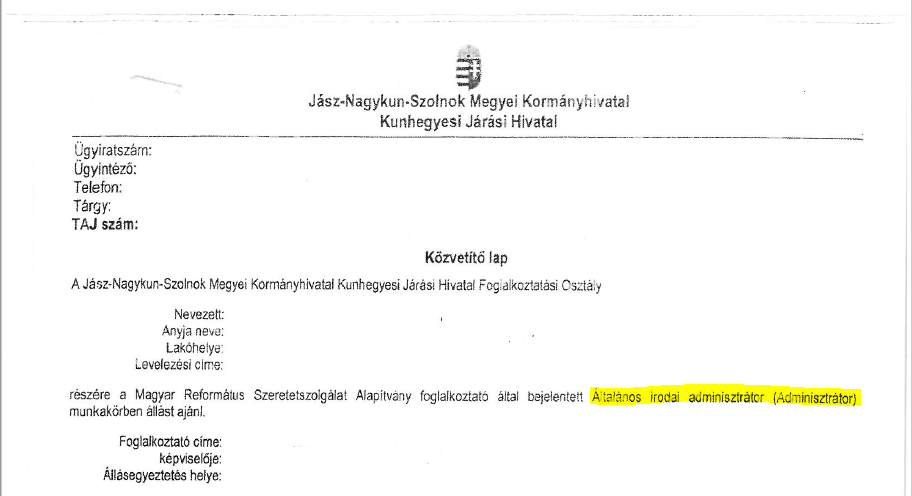 Jász-Nagykun-Szolnok Megyei Kormányhivatal
Kunhegyesi Járási Hivatal
Ügyiratszám:
Ügyintéző:
Telefon:
Tárgy:
TAJ szám:
Közvetítő lap
A Jász-Nagykun-Szolnok Megyei Kormányhivatal Kunhegyesi Járási Hivatal Foglalkoztatási Osztály
Nevezett:
Anyja neve:
Lakóhelye:
Levelezési címe:
részére a Magyar Református Szeretetszolgálat Alapítvány foglalkoztató által bejelentett Általános irodai adminisztrátor (Adminisztrátor)
munkakörben állást ajánl.
Foglalkoztató címe:
képviselője:
Állásegyeztetés helye: